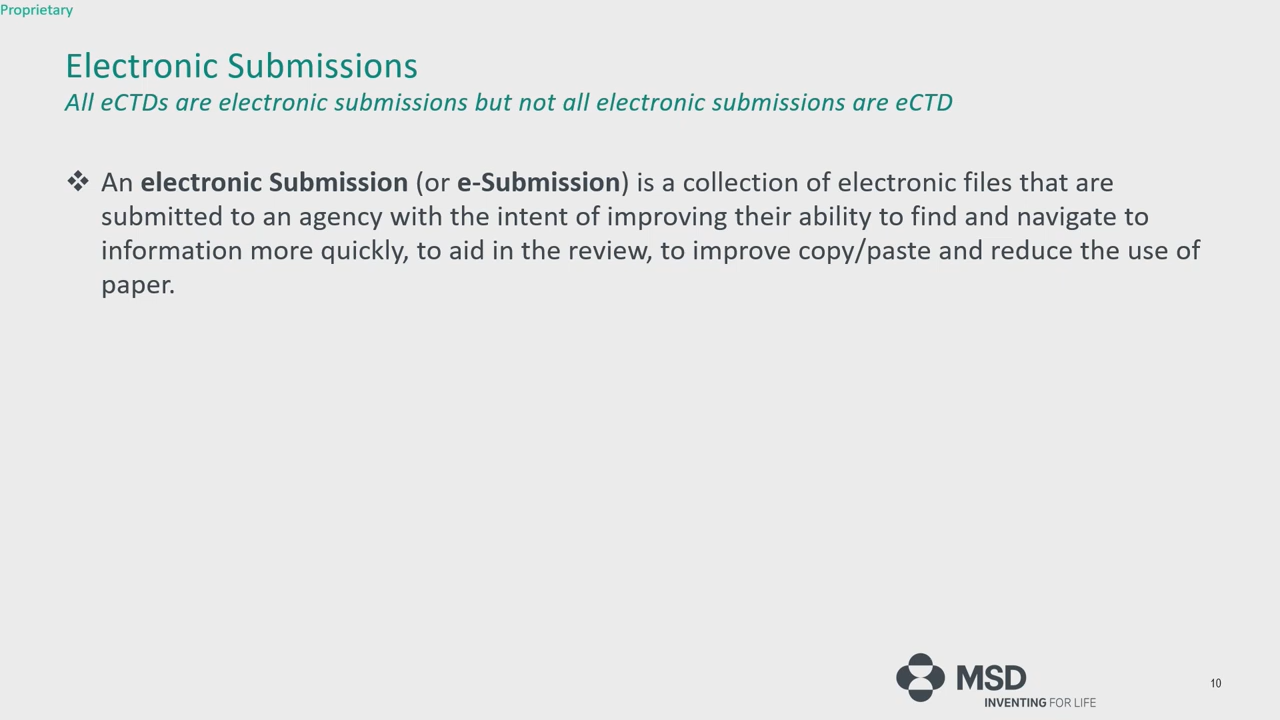 Proprietary
Electronic Submissions
All eCTDs are electronic submissions but not all electronic submissions are eCTD
❖ An electronic Submission (or e-Submission) is a collection of electronic files that are
submitted to an agency with the intent of improving their ability to find and navigate to
information more quickly, to aid in the review, to improve copy/paste and reduce the use of
paper.
MSD
INVENTING FOR LIFE
10